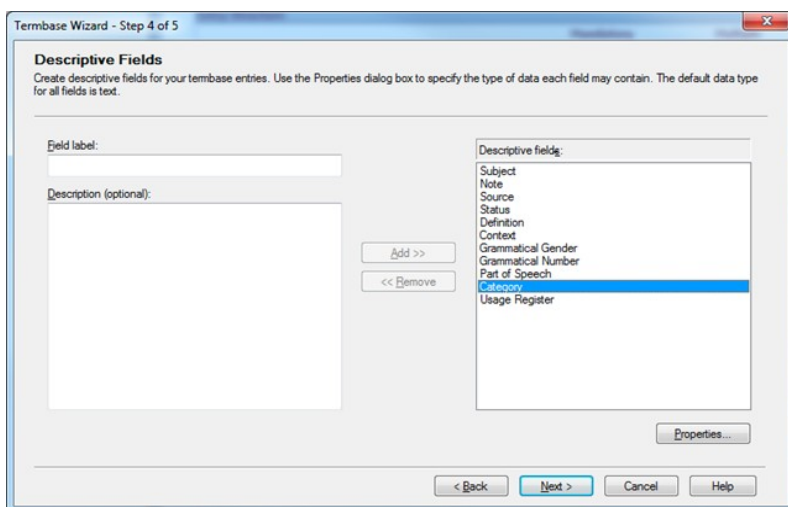 Termbase Wizard - Step 4 of 5
Descriptive Fields
Create descriptive fields for your termbase entries. Use the Properties dialog box to specify the type of data each field may contain. The default data type
for all fields is text.
Field label:
Description (optional):
Add >>
<< Remove
Descriptive fields:
Subject
Note
Source
Status
Definition
Context
Grammatical Gender
Grammatical Number
Part of Speech
Category
Usage Register
Properties...
< Back
Next >
Cancel
Help